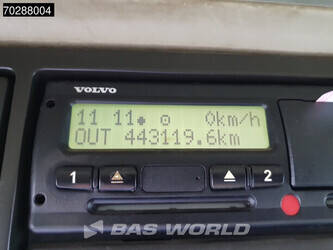 70288004
VOLVO
11 11 0km/h
OUT 443119.6km
1 2
BAS WORLD